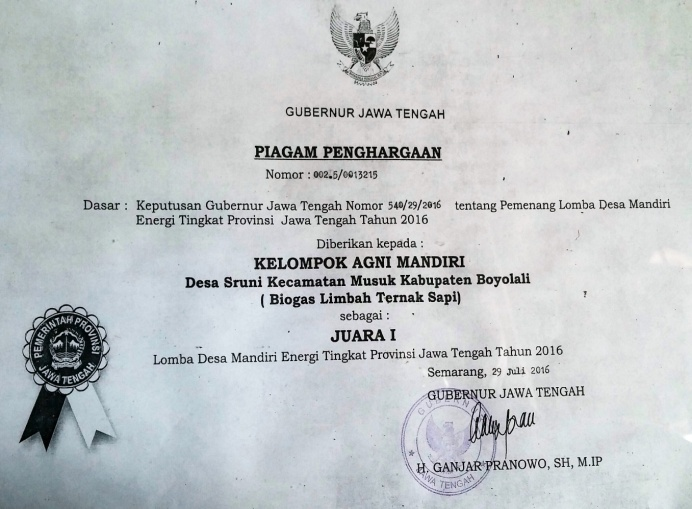 GUBERNUR JAWA TENGAH
PIAGAM PENGHARGAAN
Nomor : 002.5/0013215
Dasar : Keputusan Gubernur Jawa Tengah Nomor 540/29/2016 tentang Pemenang Lomba Desa Mandiri
Energi Tingkat Provinsi Jawa Tengah Tahun 2016
Diberikan kepada :
KELOMPOK AGNI MANDIRI
Desa Sruni Kecamatan Musuk Kabupaten Boyolali
( Biogas Limbah Ternak Sapi)
sebagai :
JUARA I
Lomba Desa Mandiri Energi Tingkat Provinsi Jawa Tengah Tahun 2016
PEMERINTAH PROVINSI
JAWA TENGAH
Semarang, 29 Juli 2016
GUBERNUR JAWA TENGAH
GUBERNUR
JAWA TENGAH
H. GANJAR PRANOWO, SH, M.IP